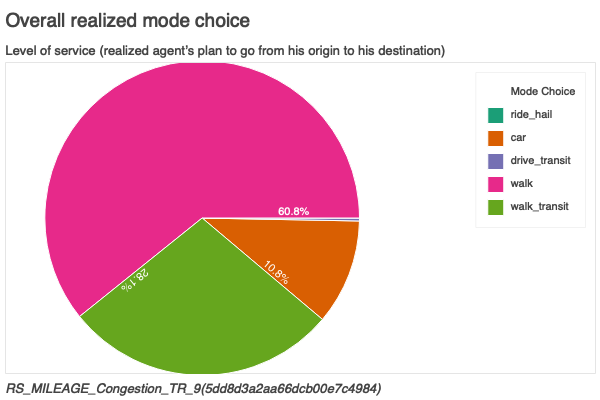 Overall realized mode choice
Level of service (realized agent's plan to go from his origin to his destination)
Mode Choice
ride_hail
car
drive_transit
walk
walk_transit
60.8%
10.8%
28.1%
RS_MILEAGE_Congestion_TR_9(5dd8d3a2aa66dcb00e7c4984)